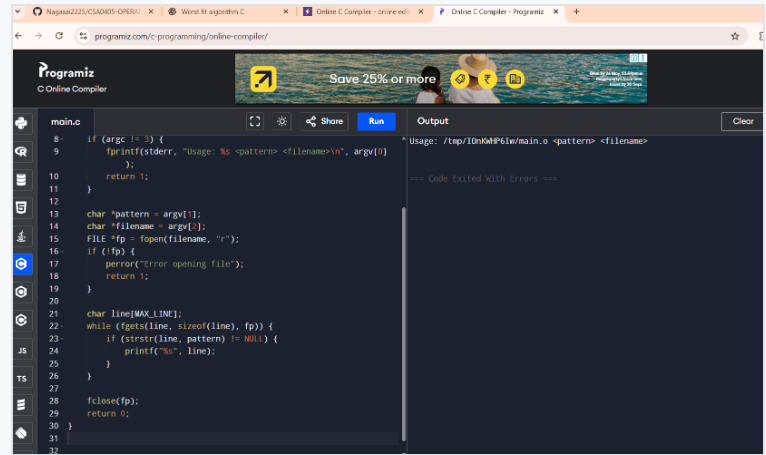 Nagasai2225/CSA0405-OPERAT
Worst fit algorithm C
Online C Compiler - online edit
Online C Compiler - Programiz
programiz.com/c-programming/online-compiler/
Programiz
C Online Compiler
Save 25% or more
main.c
Share
Run
Output
Clear
8 if (argc != 3) {
9 fprintf(stderr, "Usage: %s <pattern> <filename>\n", argv[0]
);
10 return 1;
11 }
12
13 char *pattern = argv[1];
14 char *filename = argv[2];
15 FILE *fp = fopen(filename, "r");
16 if (!fp) {
17 perror("Error opening file");
18 return 1;
19 }
20
21 char line[MAX_LINE];
22 while (fgets(line, sizeof(line), fp)) {
23 if (strstr(line, pattern) != NULL) {
24 printf("%s", line);
25 }
26 }
27
28 fclose(fp);
29 return 0;
30 }
31
32
Usage: /tmp/IOnKWHP6Iw/main.o <pattern> <filename>
=== Code Exited With Errors ===
JS
TS